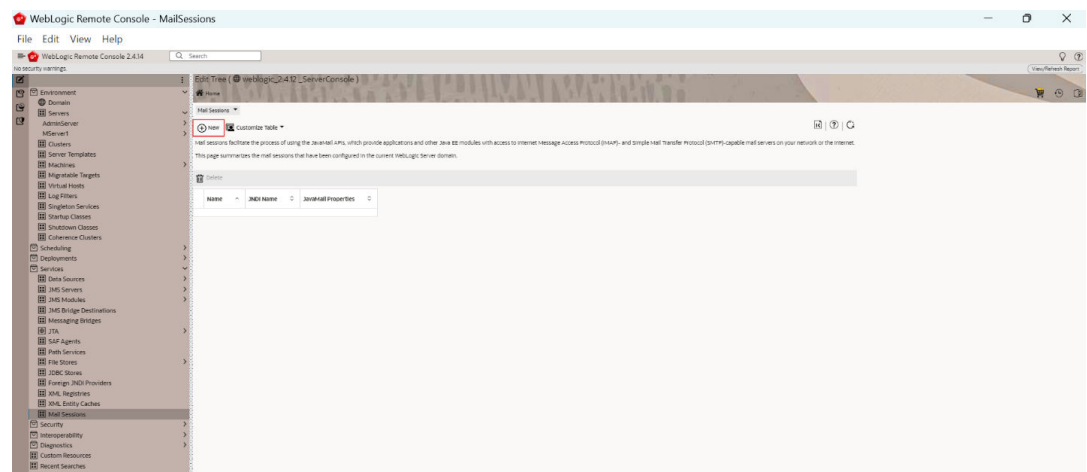 WebLogic Remote Console - MailSessions
File Edit View Help
WebLogic Remote Console 2.4.14
Search
No security warnings
View/Refresh Report
Edit Tree ( weblogic_2.4.12 _ServerConsole )
Home
Mail Sessions
New
Customize Table
Mail sessions facilitate the process of using the JavaMail APIs, which provide applications and other Java EE modules with access to Internet Message Access Protocol (IMAP)- and Simple Mail Transfer Protocol (SMTP)-capable mail servers on your network or the Internet.
This page summarizes the mail sessions that have been configured in the current WebLogic Server domain.
Delete
Name
JNDI Name
JavaMail Properties
Environment
Domain
Servers
AdminServer
MServer1
Clusters
Server Templates
Machines
Migratable Targets
Virtual Hosts
Log Filters
Singleton Services
Startup Classes
Shutdown Classes
Coherence Clusters
Scheduling
Deployments
Services
Data Sources
JMS Servers
JMS Modules
JMS Bridge Destinations
Messaging Bridges
JTA
SAF Agents
Path Services
File Stores
JDBC Stores
Foreign JNDI Providers
XML Registries
XML Entity Caches
Mail Sessions
Security
Interoperability
Diagnostics
Custom Resources
Recent Searches